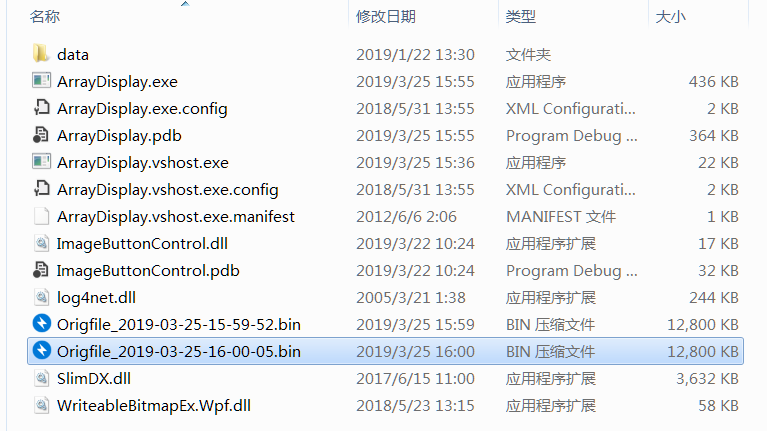 名称 修改日期 类型 大小
data 2019/1/22 13:30 文件夹
ArrayDisplay.exe 2019/3/25 15:55 应用程序 436 KB
ArrayDisplay.exe.config 2018/5/31 13:55 XML Configurati... 2 KB
ArrayDisplay.pdb 2019/3/25 15:55 Program Debug ... 364 KB
ArrayDisplay.vshost.exe 2019/3/25 15:36 应用程序 22 KB
ArrayDisplay.vshost.exe.config 2018/5/31 13:55 XML Configurati... 2 KB
ArrayDisplay.vshost.exe.manifest 2012/6/6 2:06 MANIFEST 文件 1 KB
ImageButtonControl.dll 2019/3/22 10:24 应用程序扩展 17 KB
ImageButtonControl.pdb 2019/3/22 10:24 Program Debug ... 32 KB
log4net.dll 2005/3/21 1:38 应用程序扩展 244 KB
Origfile_2019-03-25-15-59-52.bin 2019/3/25 15:59 BIN 压缩文件 12,800 KB
Origfile_2019-03-25-16-00-05.bin 2019/3/25 16:00 BIN 压缩文件 12,800 KB
SlimDX.dll 2017/6/15 11:00 应用程序扩展 3,632 KB
WriteableBitmapEx.Wpf.dll 2018/5/23 13:15 应用程序扩展 58 KB